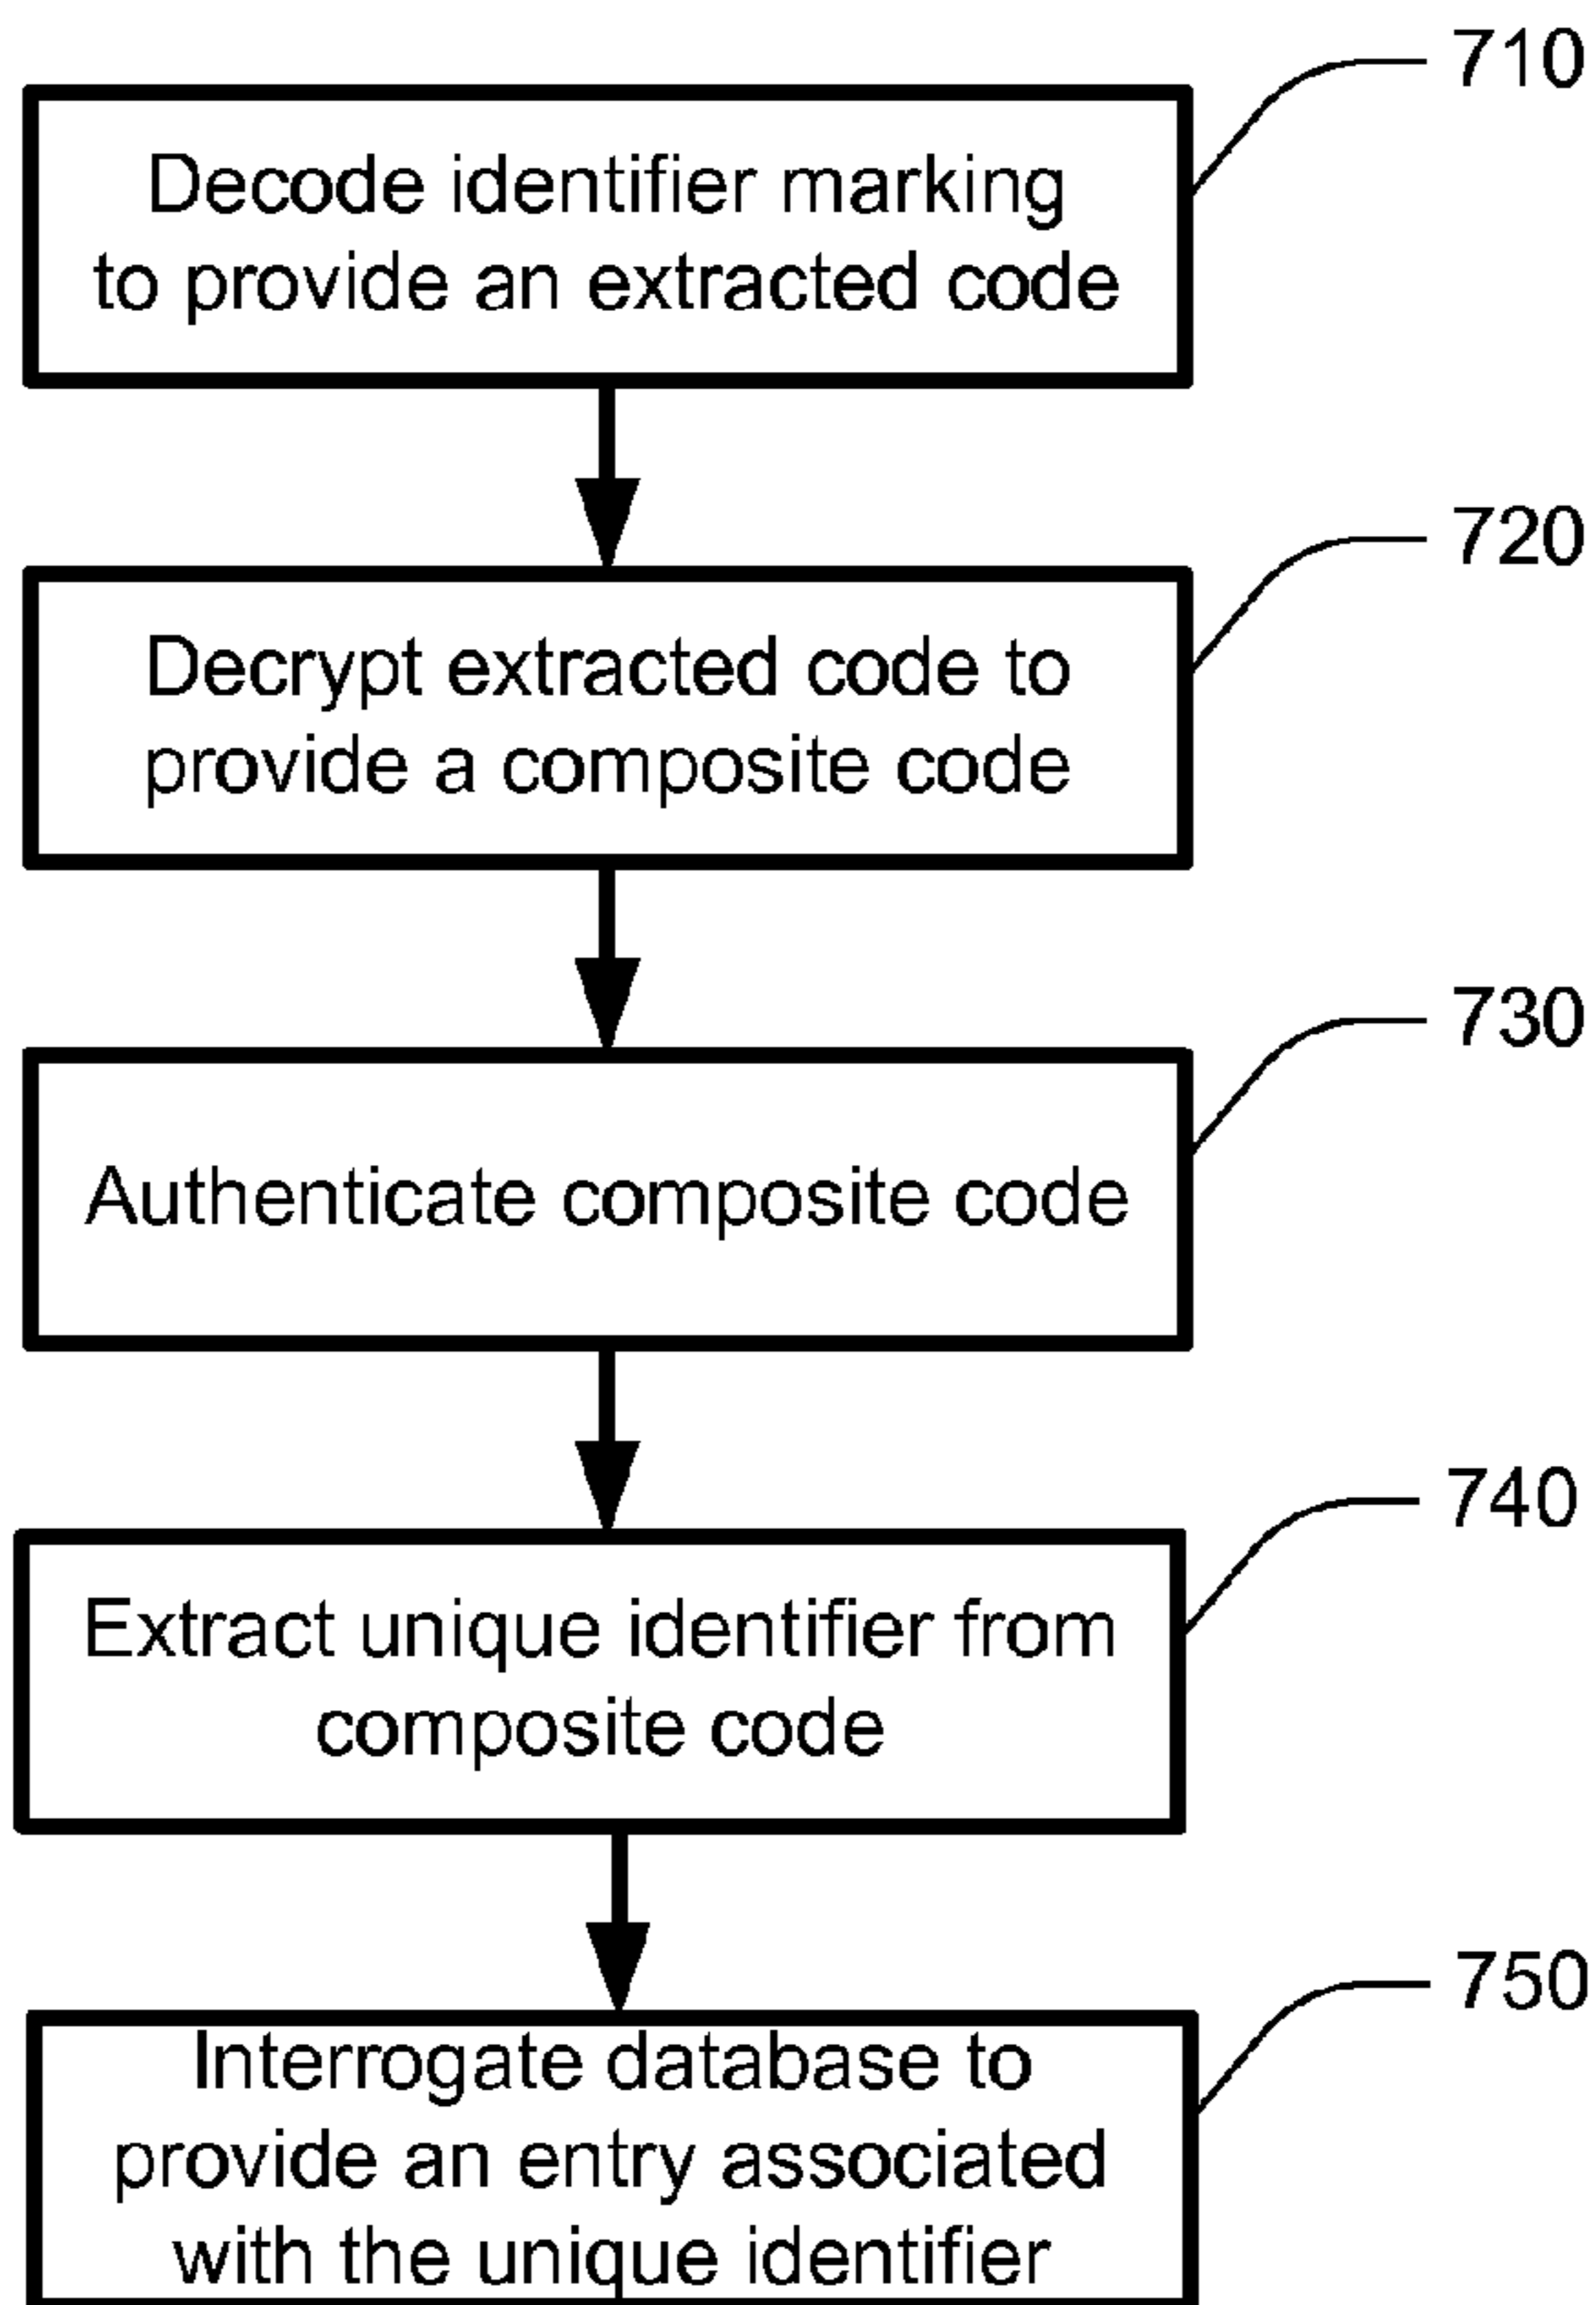 710
Decode identifier marking
to provide an extracted code
720
Decrypt extracted code to
provide a composite code
730
Authenticate composite code
740
Extract unique identifier from
composite code
750
Interrogate database to
provide an entry associated
with the unique identifier